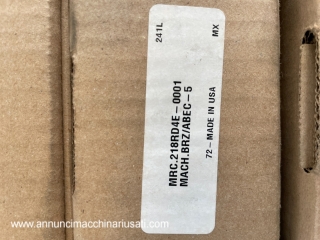 241L
MX
MRC.218RD4E-0001
MACH.BRZ/ABEC-5
72-MADE IN USA
www.annuncimacchinariusati.com